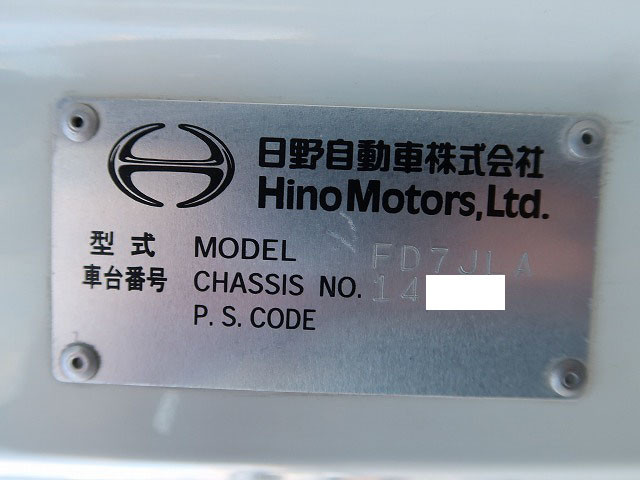 日野自動車株式会社
Hino Motors, Ltd.
型式 MODEL FD7JLA
車台番号 CHASSIS NO. 14
P.S.CODE